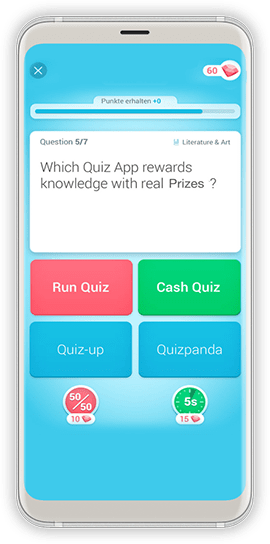 60
Punkte erhalten +0
Question 5/7
Literature & Art
Which Quiz App rewards
knowledge with real Prizes ?
Run Quiz
Cash Quiz
Quiz-up
Quizpanda
50/50
5s
10
15